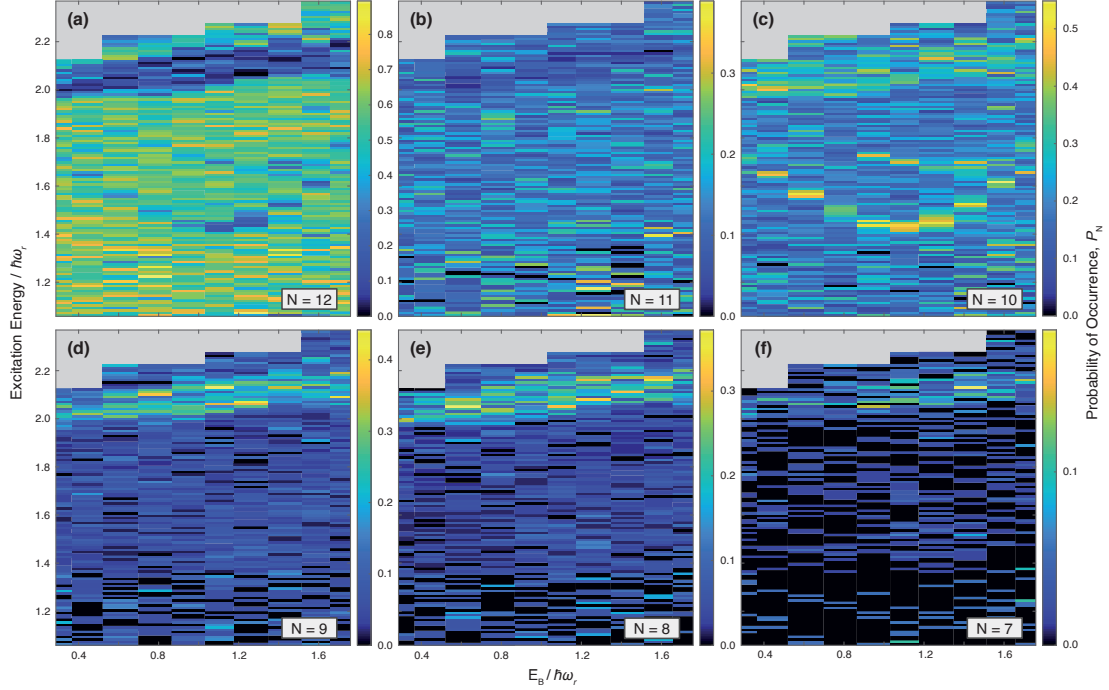 (a)
2.2
2.0
1.8
1.6
1.4
1.2
N = 12
0.8
0.7
0.6
0.5
0.4
0.3
0.2
0.1
0.0
(b)
N = 11
0.3
0.2
0.1
0.0
(c)
N = 10
0.5
0.4
0.3
0.2
0.1
0.0
Excitation Energy / ħωr
Probability of Occurrence, PN
(d)
2.2
2.0
1.8
1.6
1.4
1.2
N = 9
0.4
0.3
0.2
0.1
0.0
(e)
N = 8
0.3
0.2
0.1
0.0
(f)
N = 7
0.1
0.0
0.4 0.8 1.2 1.6
0.4 0.8 1.2 1.6
0.4 0.8 1.2 1.6
EB / ħωr